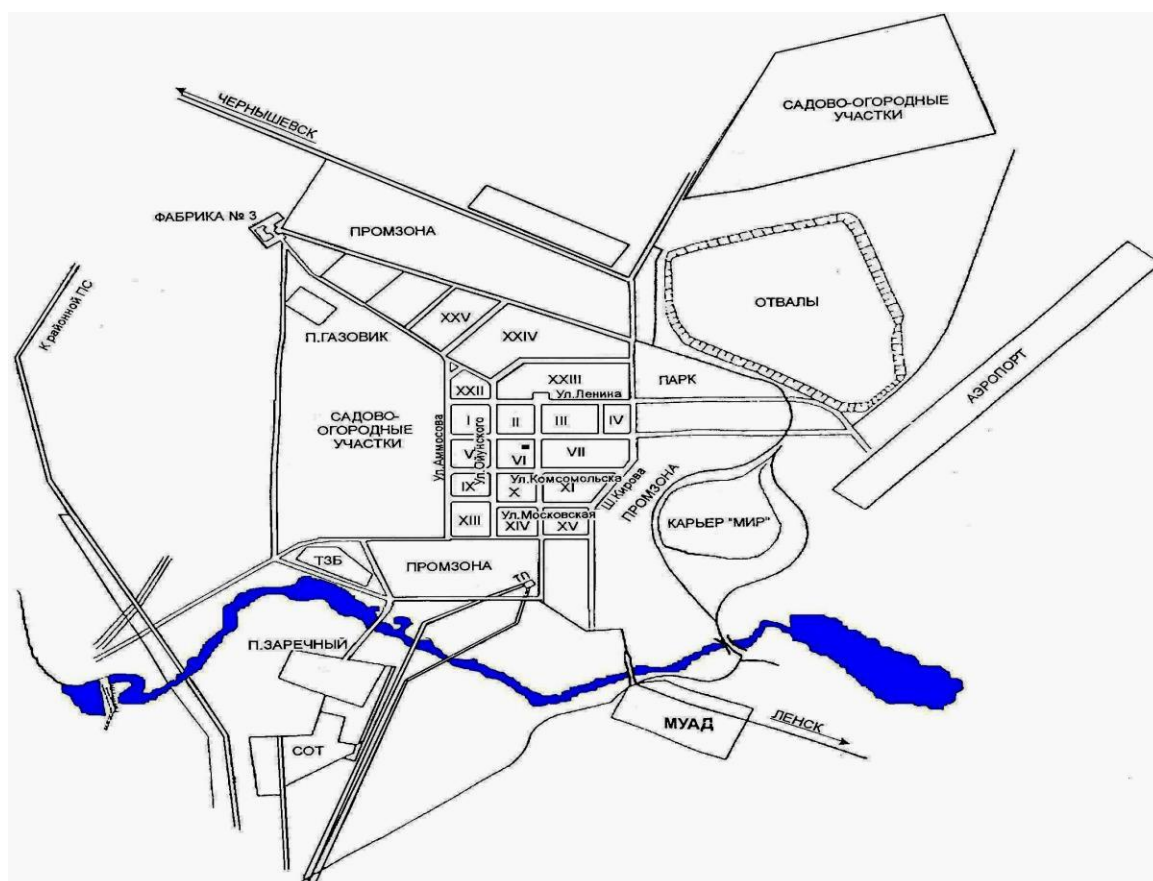 САДОВО-ОГОРОДНЫЕ
УЧАСТКИ
ЧЕРНЫШЕВСК
ФАБРИКА № 3
ПРОМЗОНА
К районной ПС
ОТВАЛЫ
АЭРОПОРТ
П.ГАЗОВИК
XXV
XXIV
XXIII
ПАРК
XXII
Ул.Ленина
САДОВО-
ОГОРОДНЫЕ
УЧАСТКИ
Ул.Аммосова
Ул.Ойунского
I
II
III
IV
V
VI
VII
Ул.Комсомольска
IX
X
XI
Ш.Кирова
ПРОМЗОНА
КАРЬЕР "МИР"
Ул.Московская
XIII
XIV
XV
ТЗБ
ПРОМЗОНА
ТП
П.ЗАРЕЧНЫЙ
МУАД
ЛЕНСК
СОТ